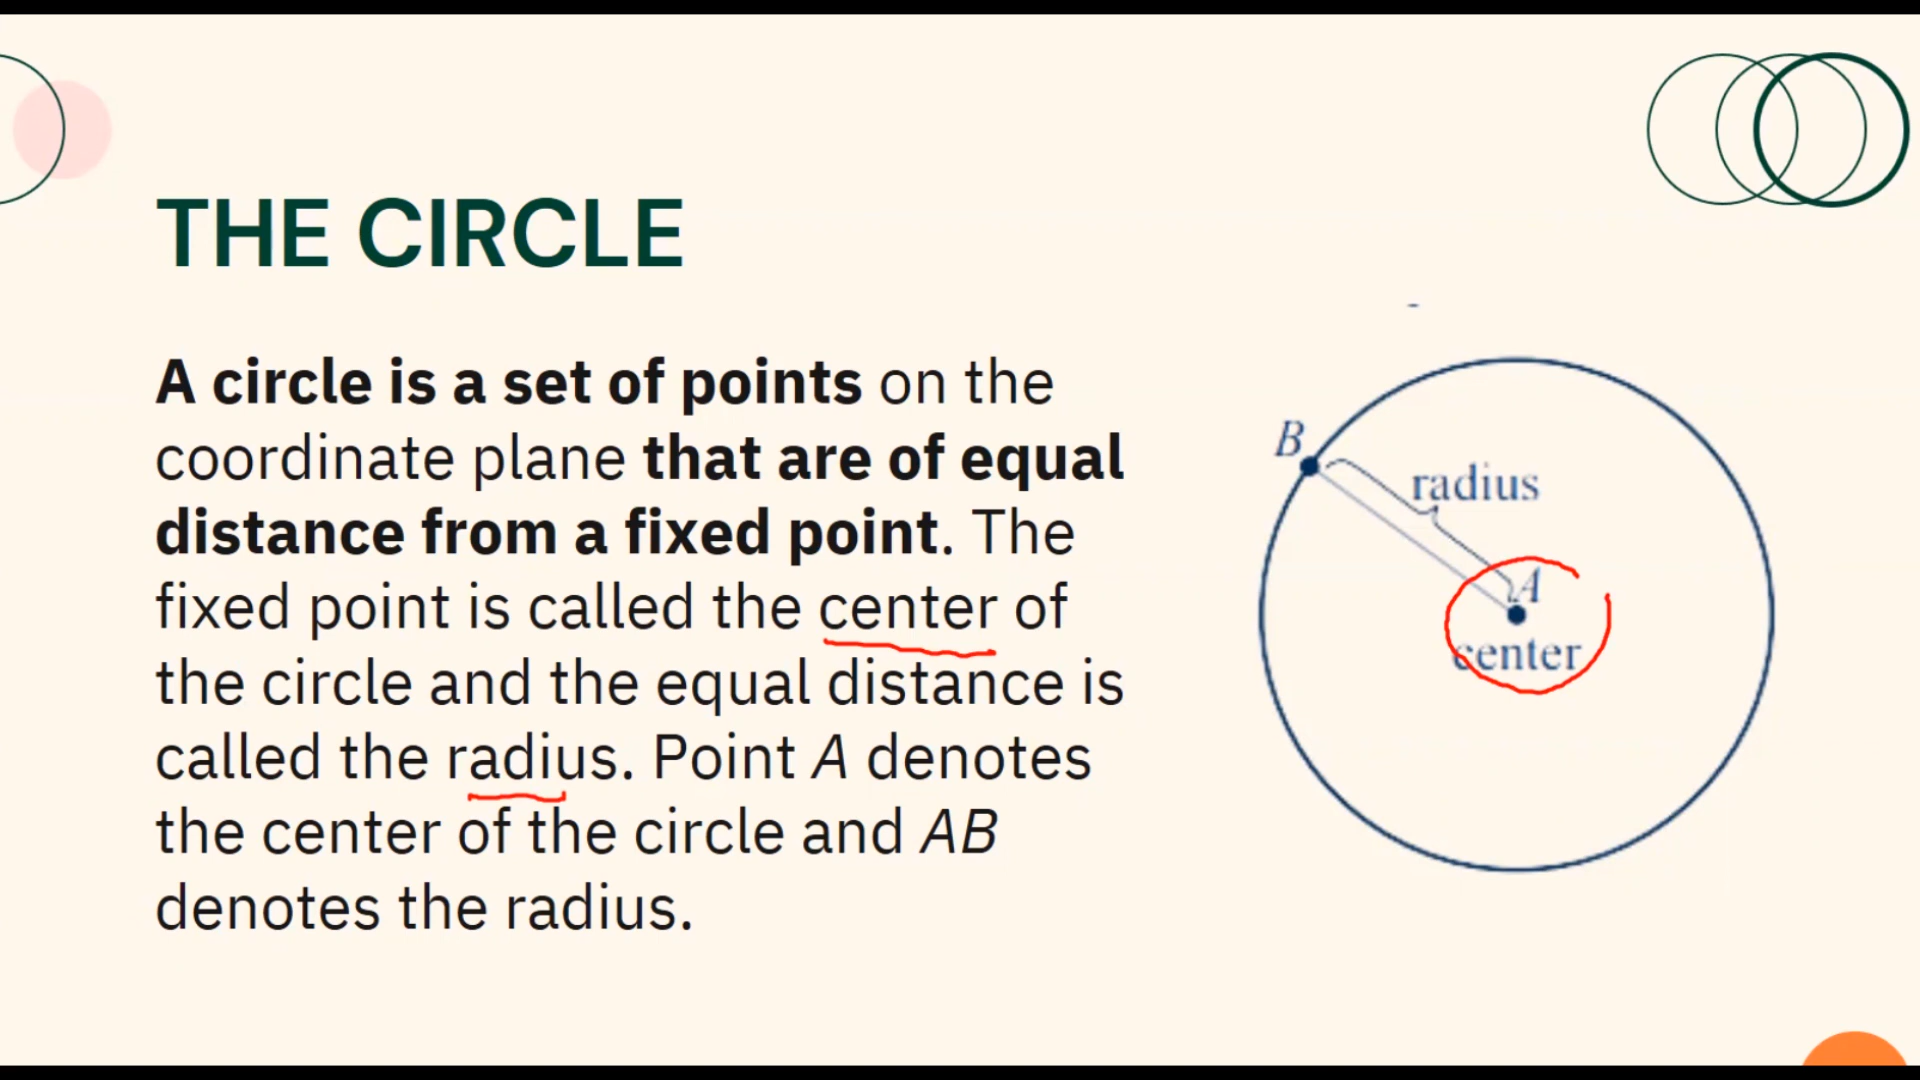 THE CIRCLE
A circle is a set of points on the
coordinate plane that are of equal
distance from a fixed point. The
fixed point is called the center of
the circle and the equal distance is
called the radius. Point A denotes
the center of the circle and AB
denotes the radius.
B
radius
A
center